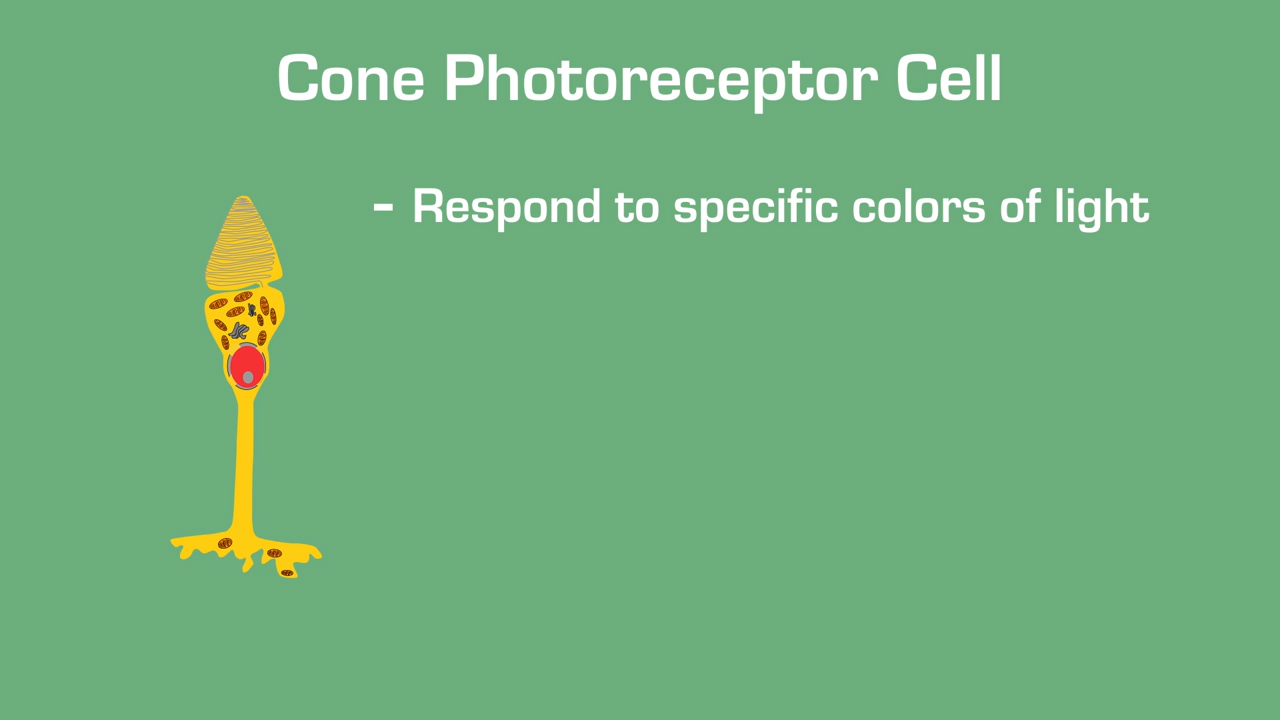 Cone Photoreceptor Cell
- Respond to specific colors of light